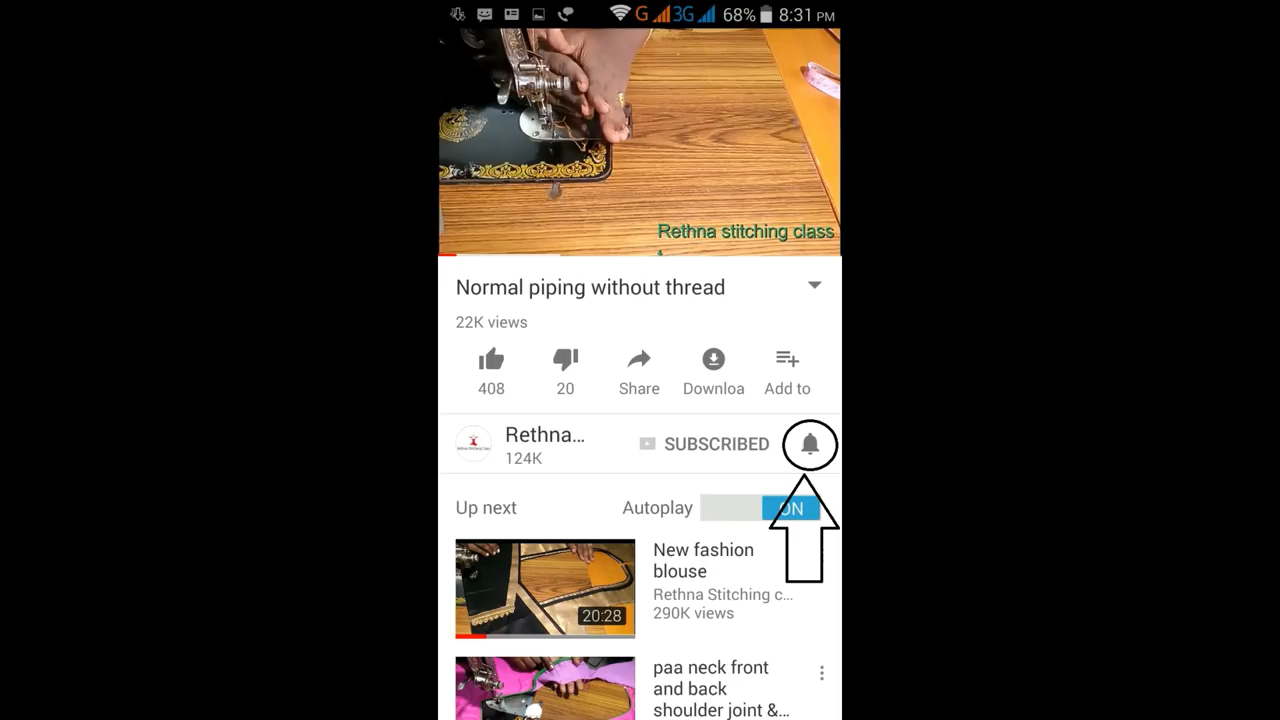 G 3G 68% 8:31 PM
Rethna stitching class
Normal piping without thread
22K views
408 20 Share Downloa Add to
Rethna... SUBSCRIBED
124K
Up next Autoplay ON
New fashion
blouse
Rethna Stitching c...
290K views
20:28
paa neck front
and back
shoulder joint &...